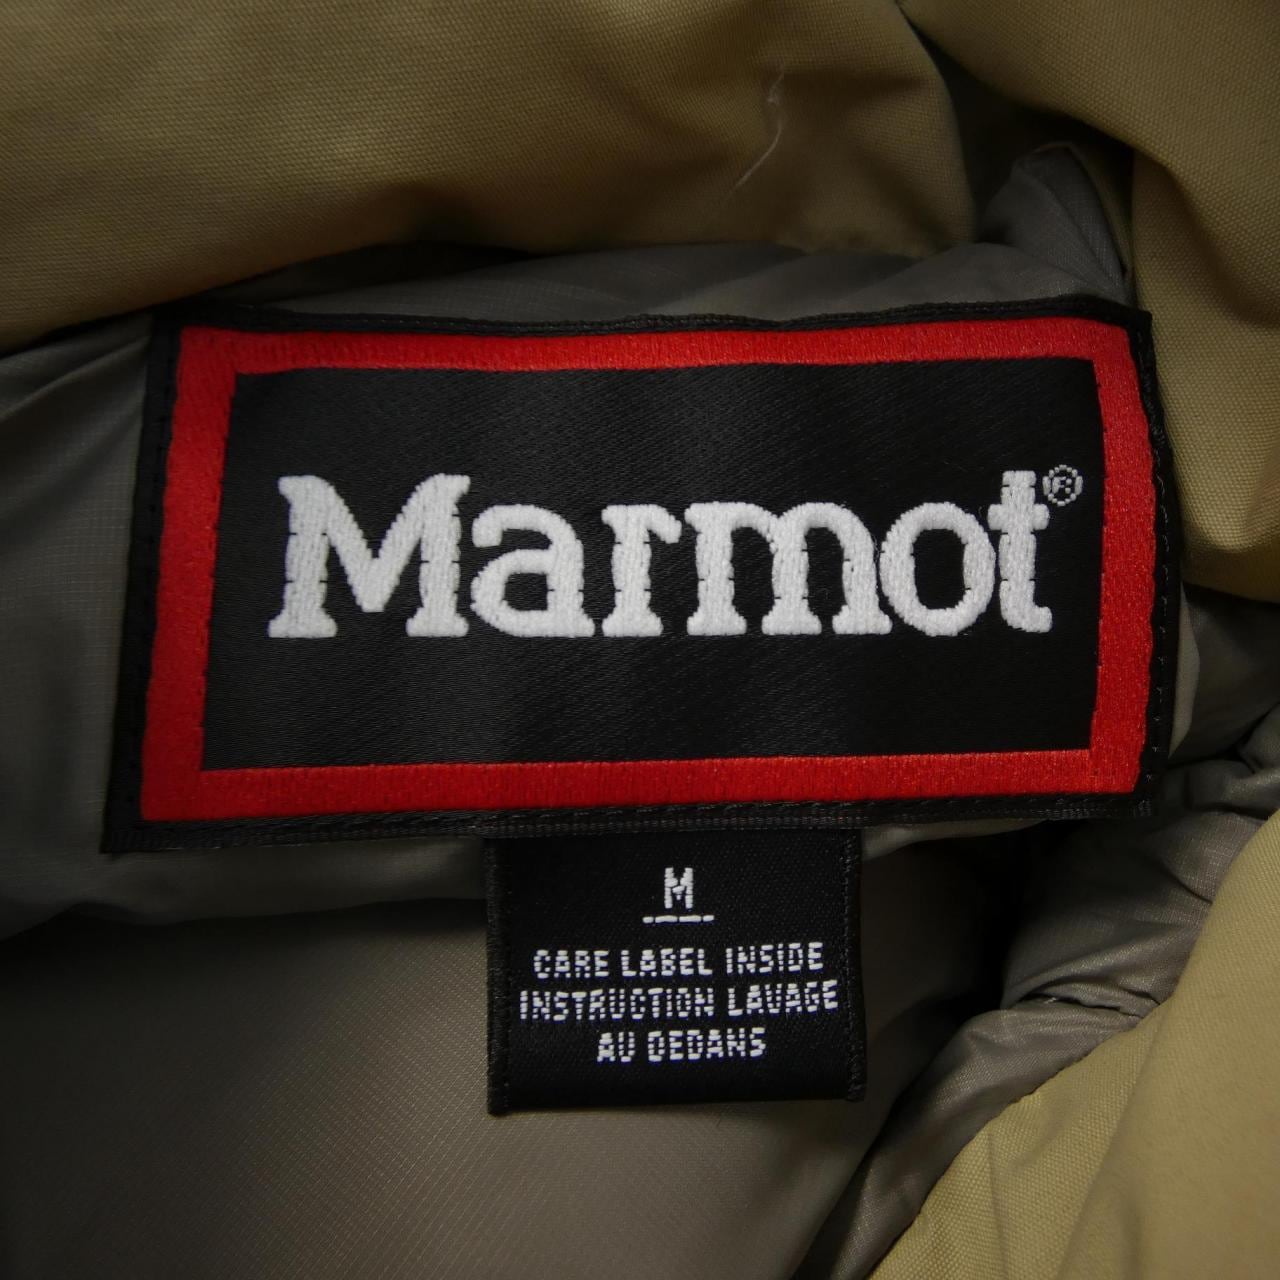 Marmot®
M
CARE LABEL INSIDE
INSTRUCTION LAVAGE
AU DEDANS